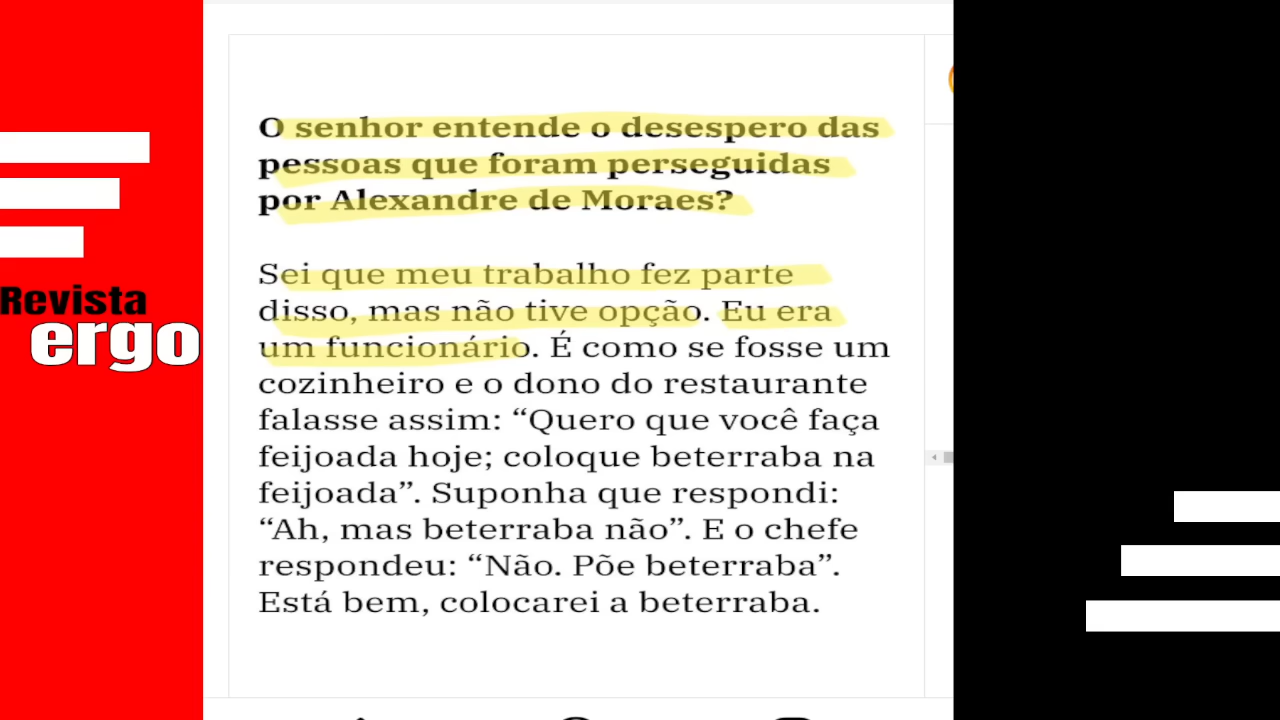 Revista
ergo
O senhor entende o desespero das
pessoas que foram perseguidas
por Alexandre de Moraes?
Sei que meu trabalho fez parte
disso, mas não tive opção. Eu era
um funcionário. É como se fosse um
cozinheiro e o dono do restaurante
falasse assim: “Quero que você faça
feijoada hoje; coloque beterraba na
feijoada”. Suponha que respondi:
“Ah, mas beterraba não”. E o chefe
respondeu: “Não. Põe beterraba”.
Está bem, colocarei a beterraba.